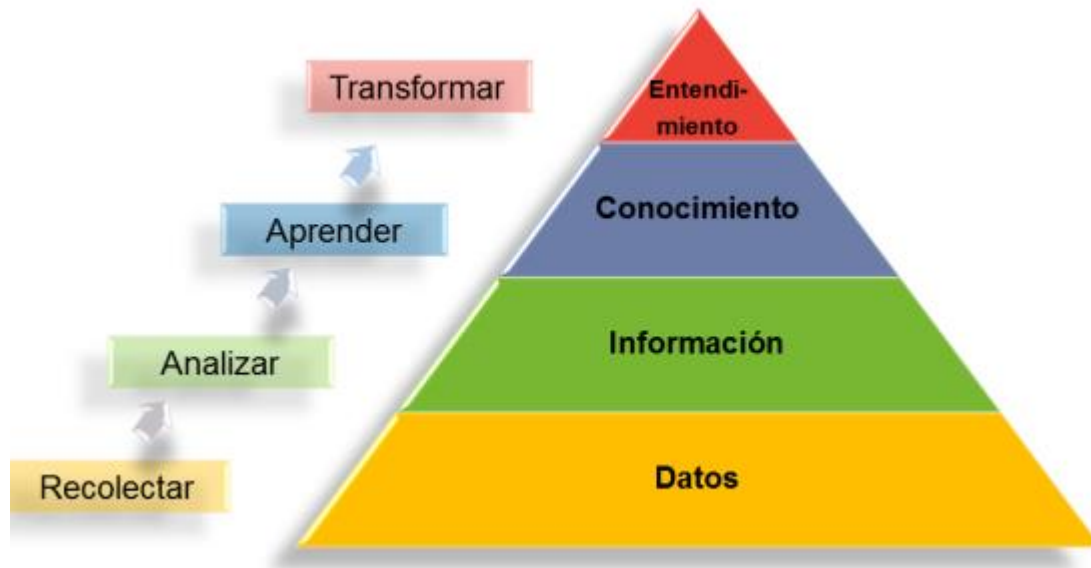 Transformar
Entendi-
miento
Aprender
Conocimiento
Analizar
Información
Recolectar
Datos